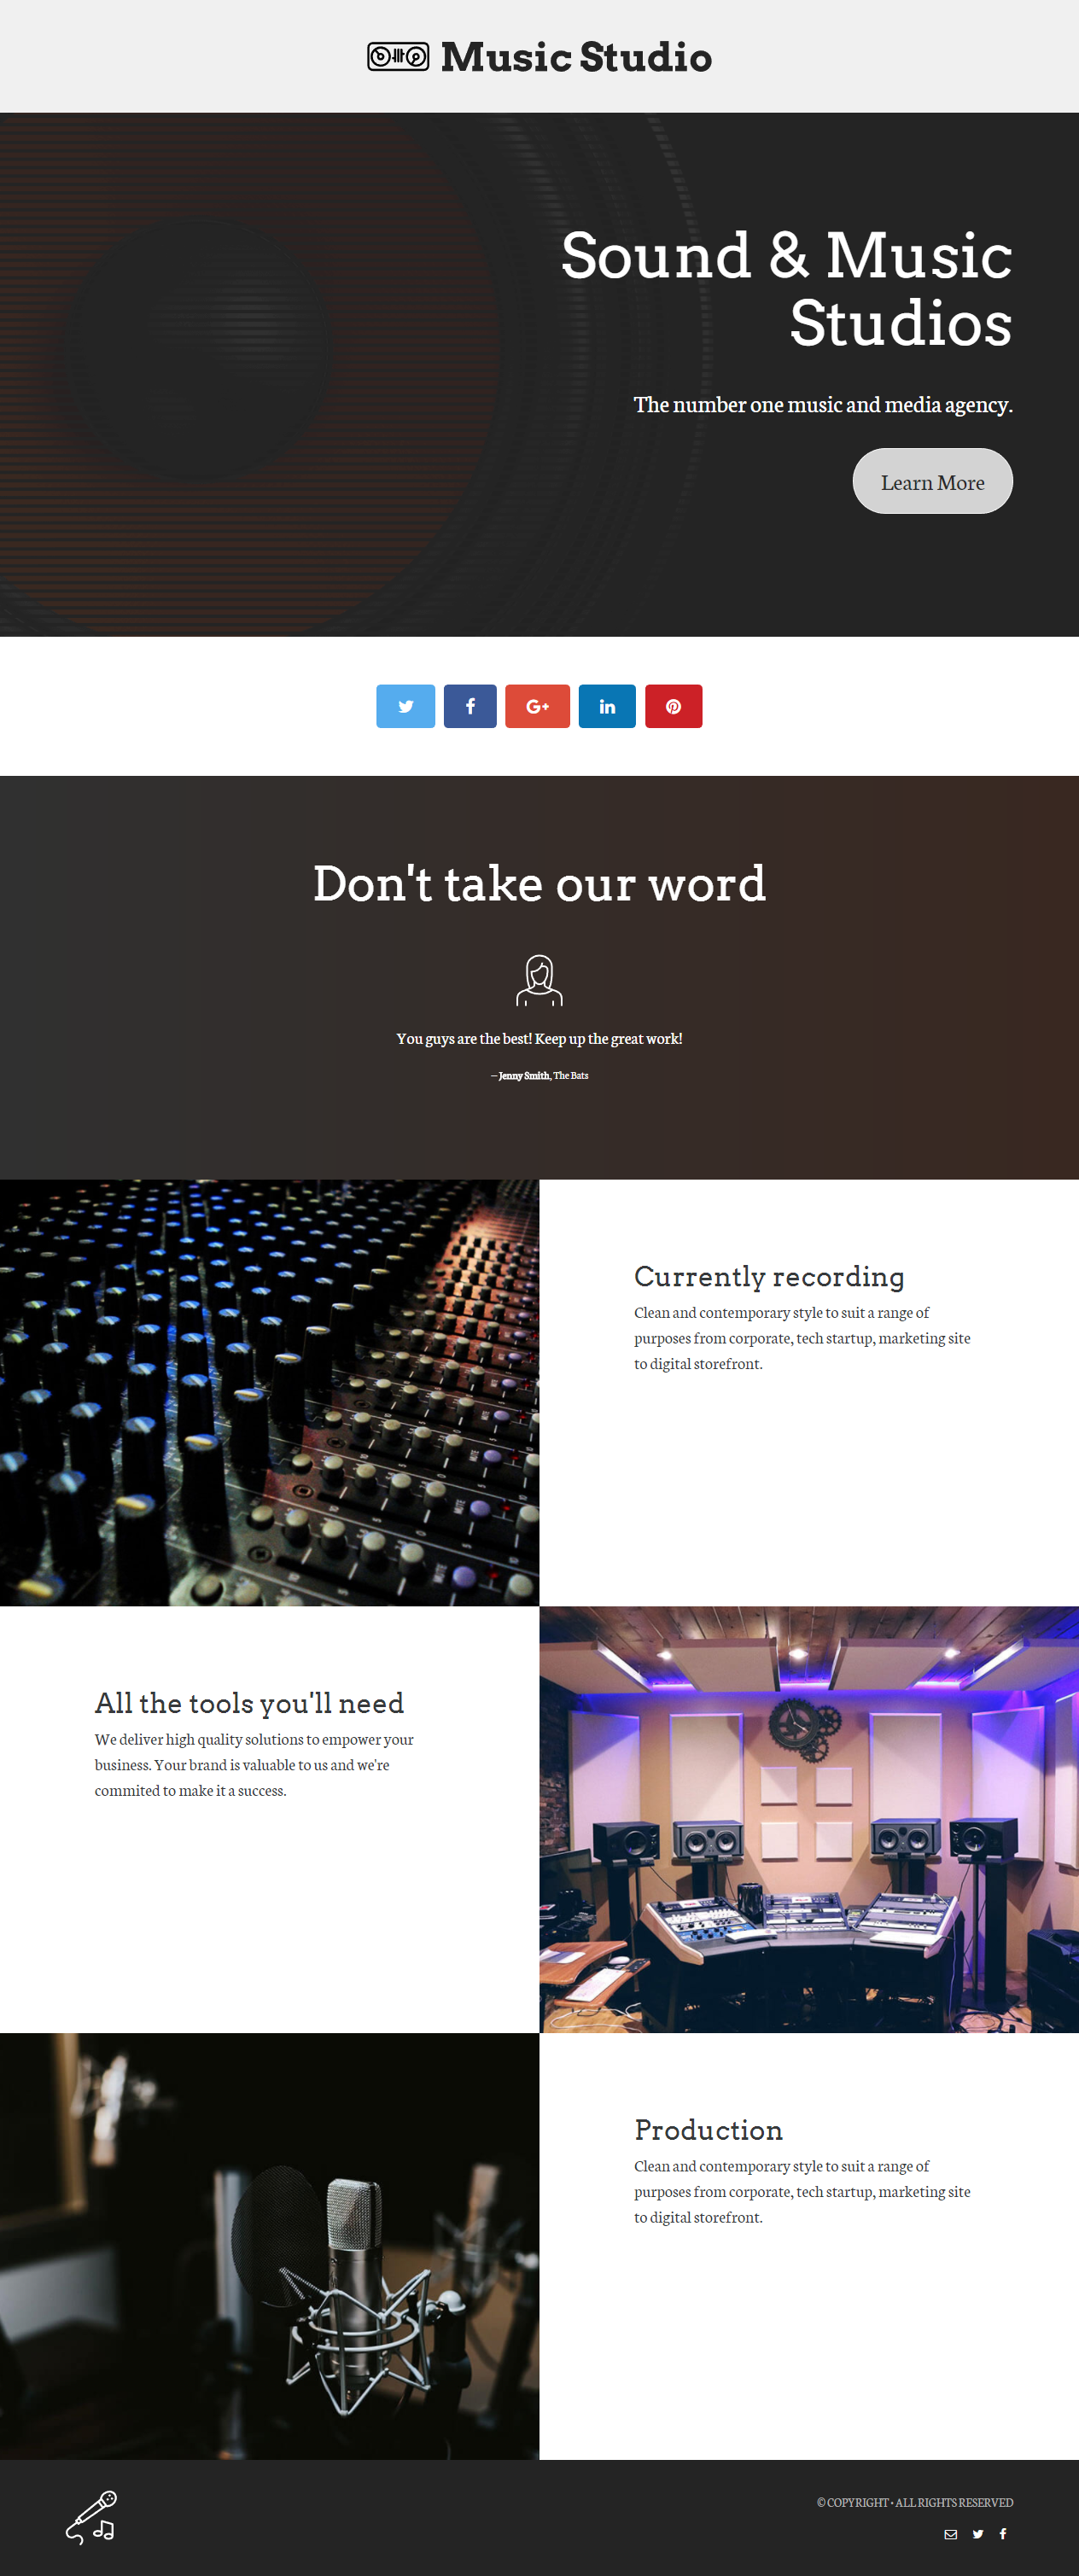 Music Studio
Sound & Music
Studios
The number one music and media agency.
Learn More
G+
in
Don't take our word
You guys are the best! Keep up the great work!
– Jenny Smith, The Bats
Currently recording
Clean and contemporary style to suit a range of
purposes from corporate, tech startup, marketing site
to digital storefront.
All the tools you'll need
We deliver high quality solutions to empower your
business. Your brand is valuable to us and we're
commited to make it a success.
Production
Clean and contemporary style to suit a range of
purposes from corporate, tech startup, marketing site
to digital storefront.
© COPYRIGHT • ALL RIGHTS RESERVED